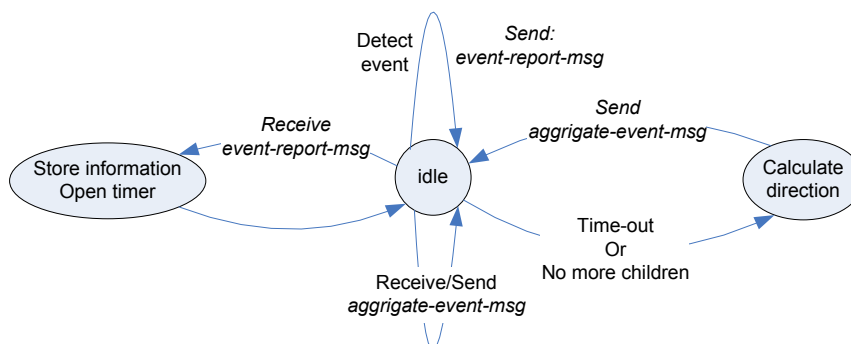 Detect
event
Send:
event-report-msg
Receive
event-report-msg
Send
aggrigate-event-msg
Store information
Open timer
idle
Calculate
direction
Time-out
Or
No more children
Receive/Send
aggrigate-event-msg